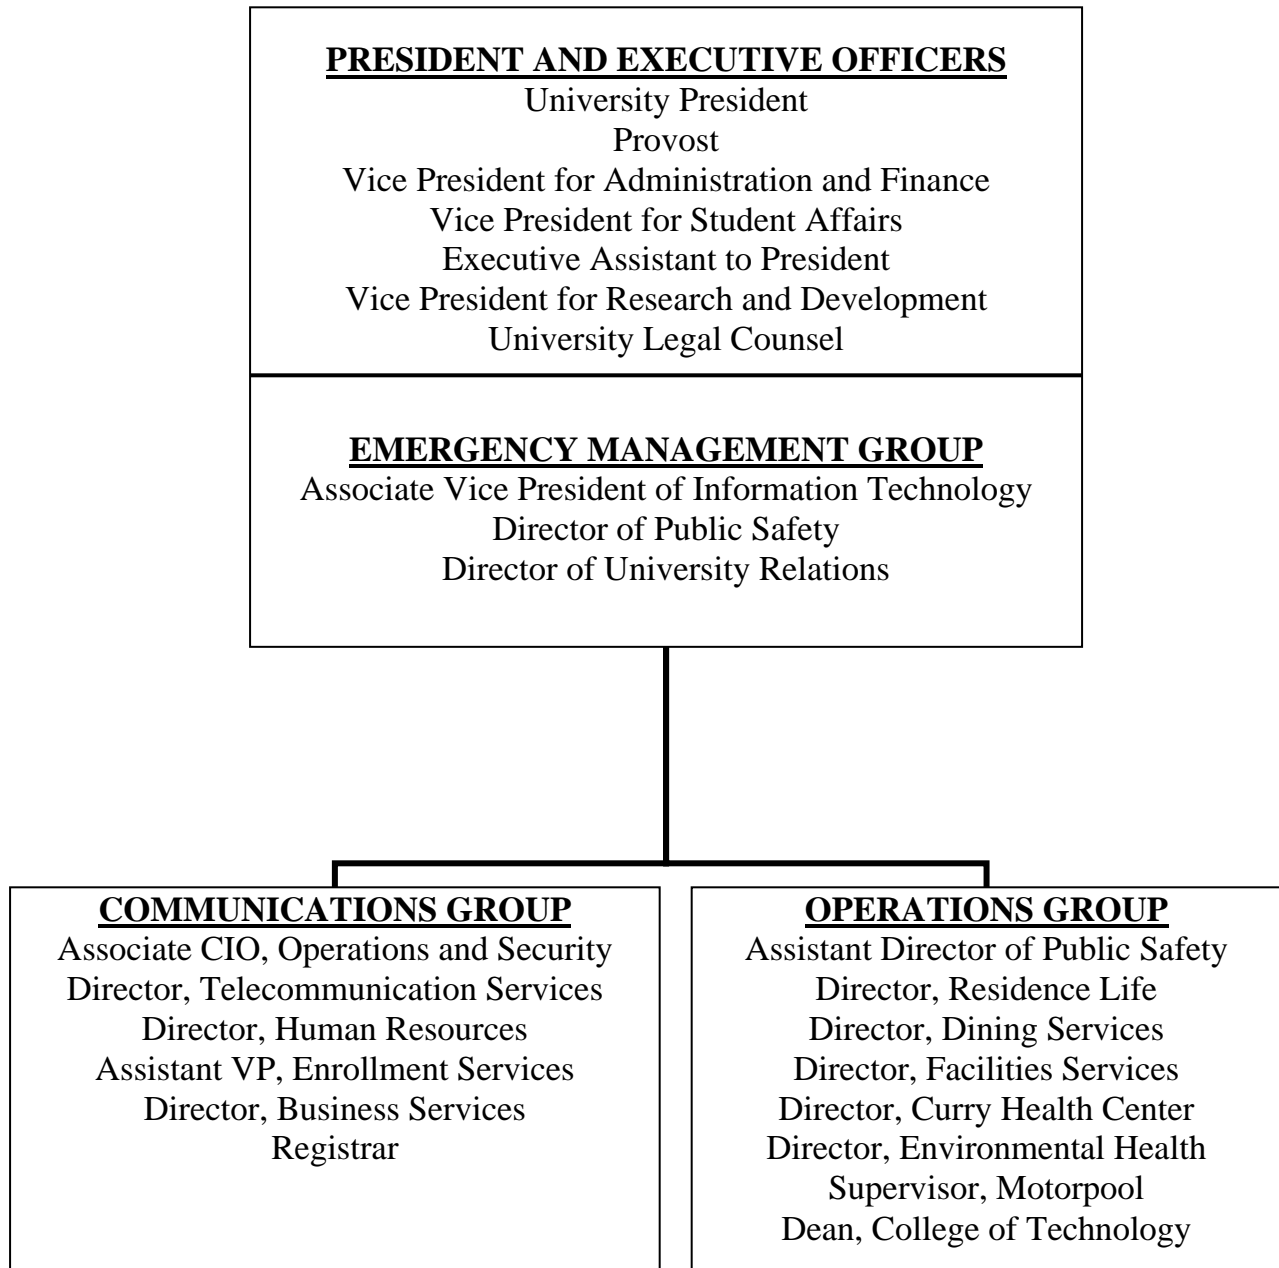 PRESIDENT AND EXECUTIVE OFFICERS
University President
Provost
Vice President for Administration and Finance
Vice President for Student Affairs
Executive Assistant to President
Vice President for Research and Development
University Legal Counsel
EMERGENCY MANAGEMENT GROUP
Associate Vice President of Information Technology
Director of Public Safety
Director of University Relations
COMMUNICATIONS GROUP
Associate CIO, Operations and Security
Director, Telecommunication Services
Director, Human Resources
Assistant VP, Enrollment Services
Director, Business Services
Registrar
OPERATIONS GROUP
Assistant Director of Public Safety
Director, Residence Life
Director, Dining Services
Director, Facilities Services
Director, Curry Health Center
Director, Environmental Health
Supervisor, Motorpool
Dean, College of Technology